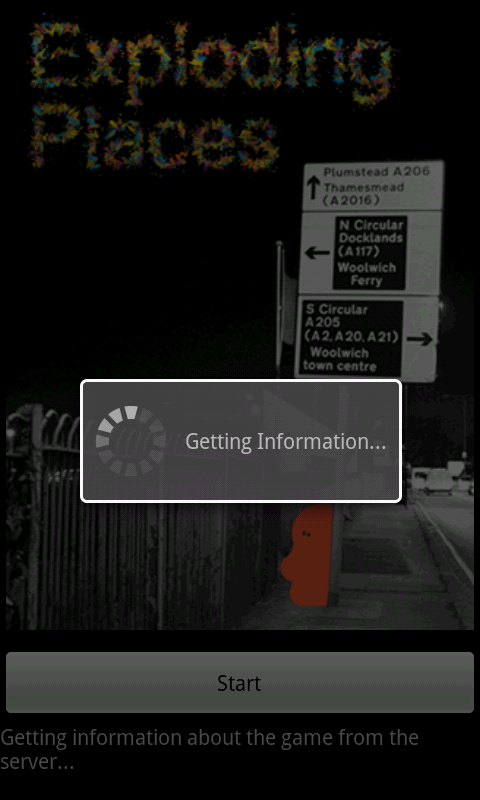 Exploding
Places
Plumstead A206
Thamesmead
(A2016)
N Circular
Docklands
(A117)
Woolwich
Ferry
S Circular
A205
(A2, A20, A21)
Woolwich
town centre
Getting Information...
Start
Getting information about the game from the
server...